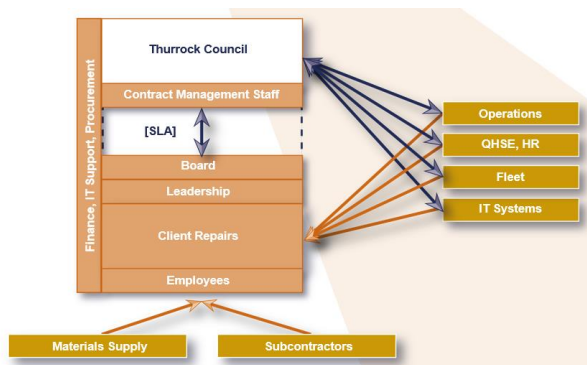 Thurrock Council
Contract Management Staff
[SLA]
Board
Leadership
Client Repairs
Employees
Finance, IT Support, Procurement
Operations
QHSE, HR
Fleet
IT Systems
Materials Supply
Subcontractors